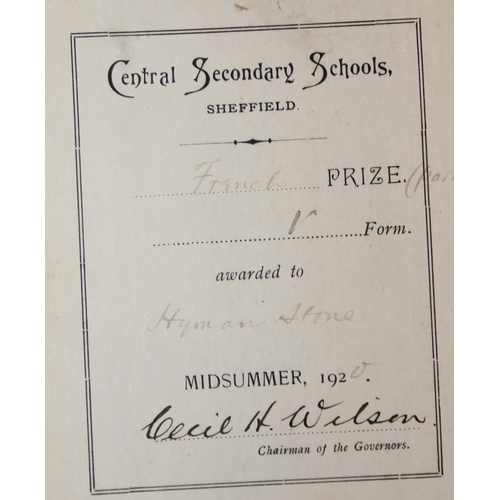 Central Secondary Schools,
SHEFFIELD.
French PRIZE.
V Form.
awarded to
Hyman Stone
MIDSUMMER, 1920.
Cecil H. Wilson
Chairman of the Governors.